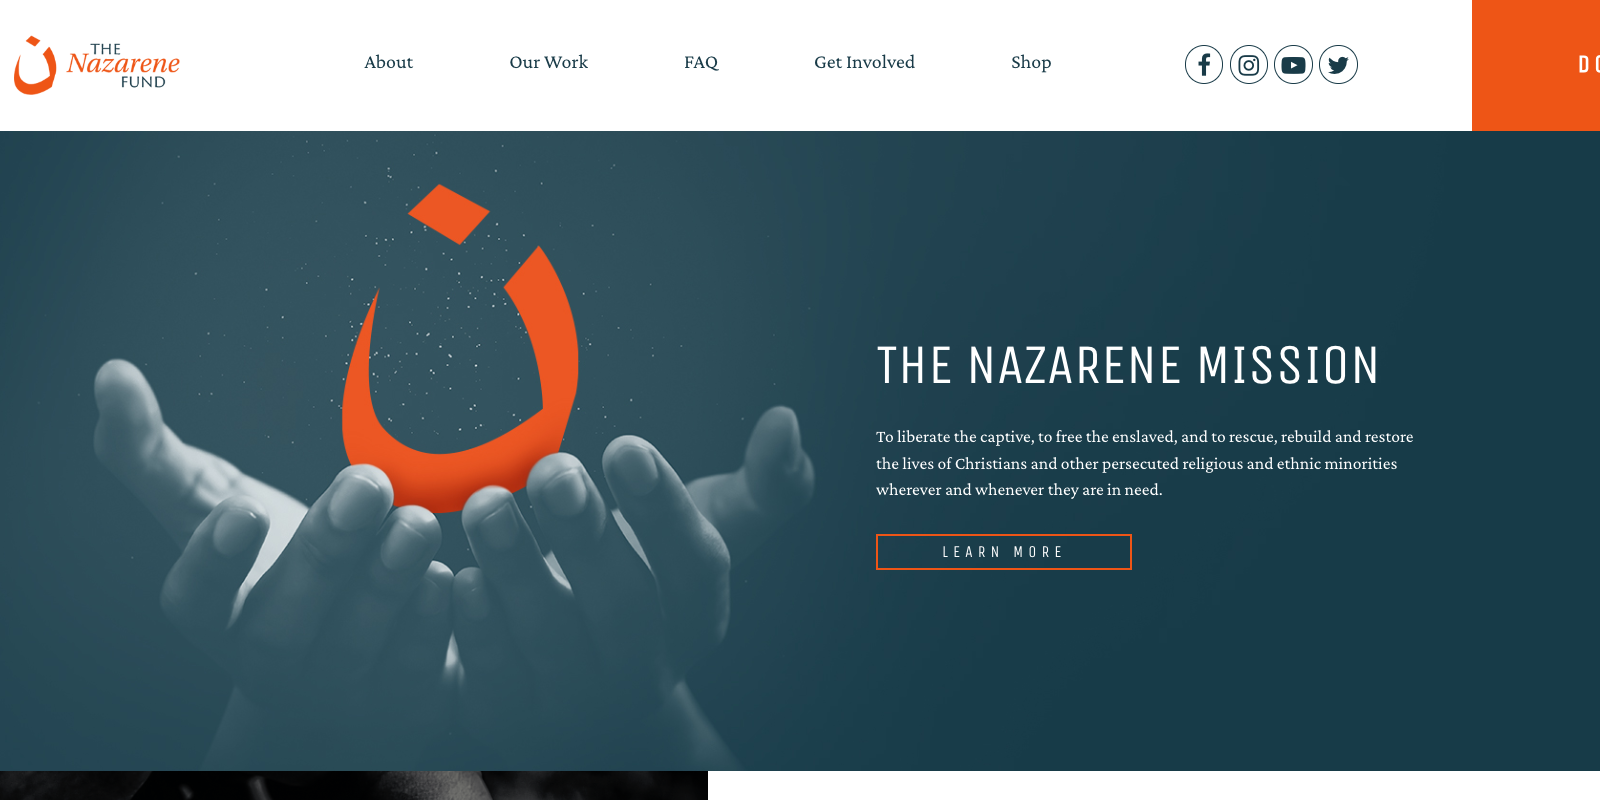 ن
THE
Nazarene
FUND
About
Our Work
FAQ
Get Involved
Shop
ن
THE NAZARENE MISSION
To liberate the captive, to free the enslaved, and to rescue, rebuild and restore
the lives of Christians and other persecuted religious and ethnic minorities
wherever and whenever they are in need.
LEARN MORE